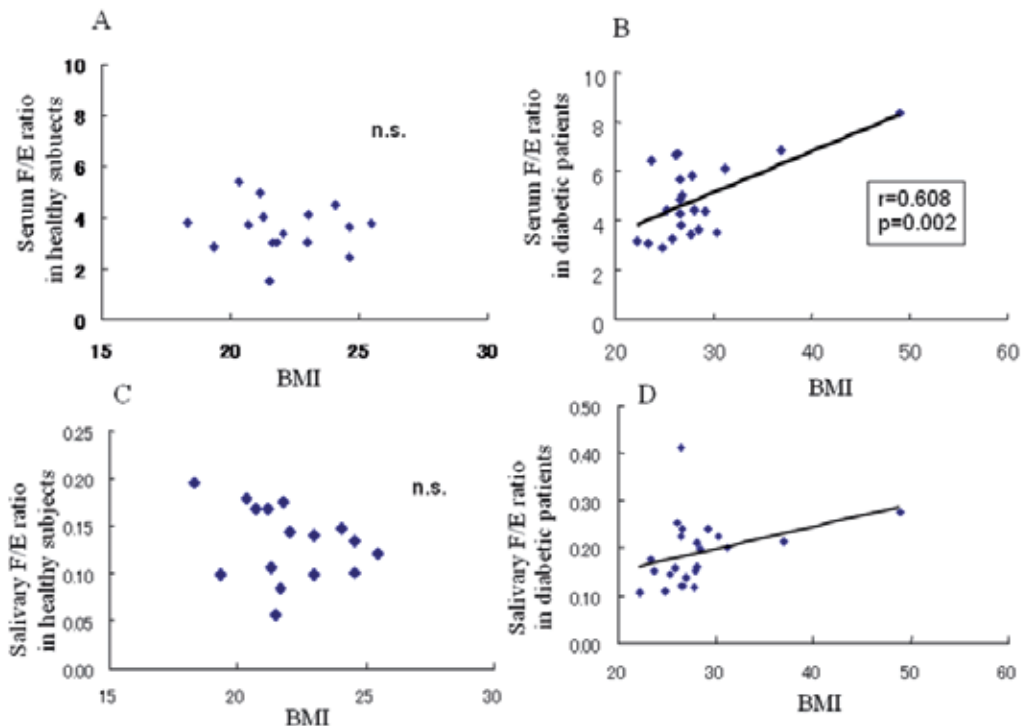 A
Serum F/E ratio
in healthy subuects
10
8
6
4
2
0
n.s.
15
20
25
30
BMI
B
Serum F/E ratio
in diabetic patients
10
8
6
4
2
0
r=0.608
p=0.002
20
30
40
50
60
BMI
C
Salivary F/E ratio
in healthy subjects
0.25
0.20
0.15
0.10
0.05
0.00
n.s.
15
20
25
30
BMI
D
Salivary F/E ratio
in diabetic patients
0.50
0.40
0.30
0.20
0.10
0.00
20
30
40
50
60
BMI